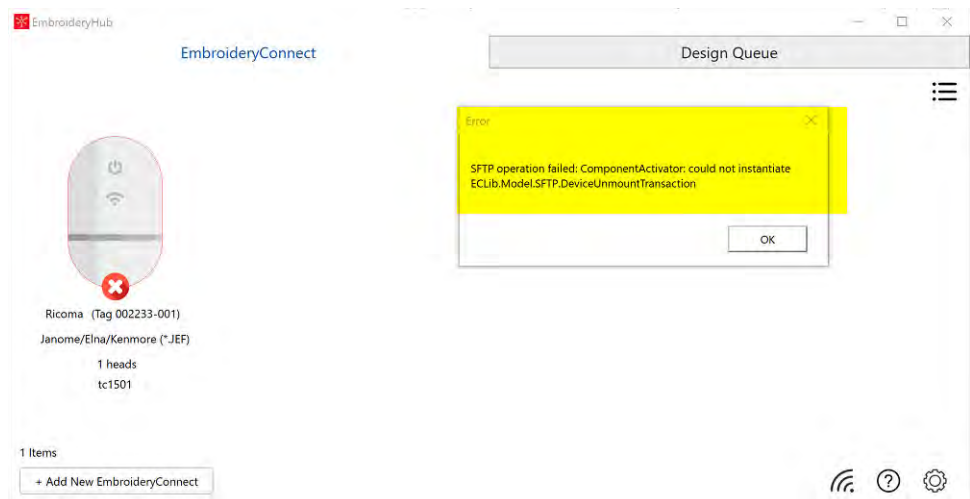 EmbroideryHub
EmbroideryConnect
Design Queue
Error
SFTP operation failed: ComponentActivator: could not instantiate
ECLib.Model.SFTP.DeviceUnmountTransaction
OK
Ricoma (Tag 002233-001)
Janome/Elna/Kenmore (*.JEF)
1 heads
tc1501
1 Items
+ Add New EmbroideryConnect